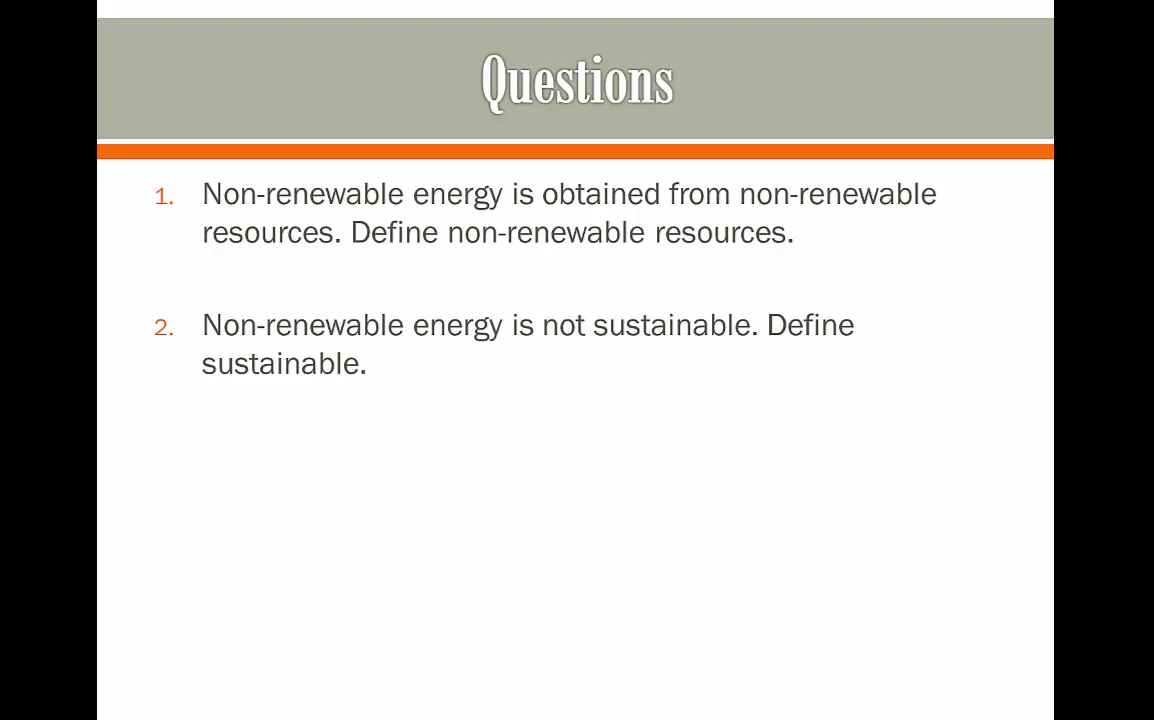 Questions
1. Non-renewable energy is obtained from non-renewable
resources. Define non-renewable resources.
2. Non-renewable energy is not sustainable. Define
sustainable.